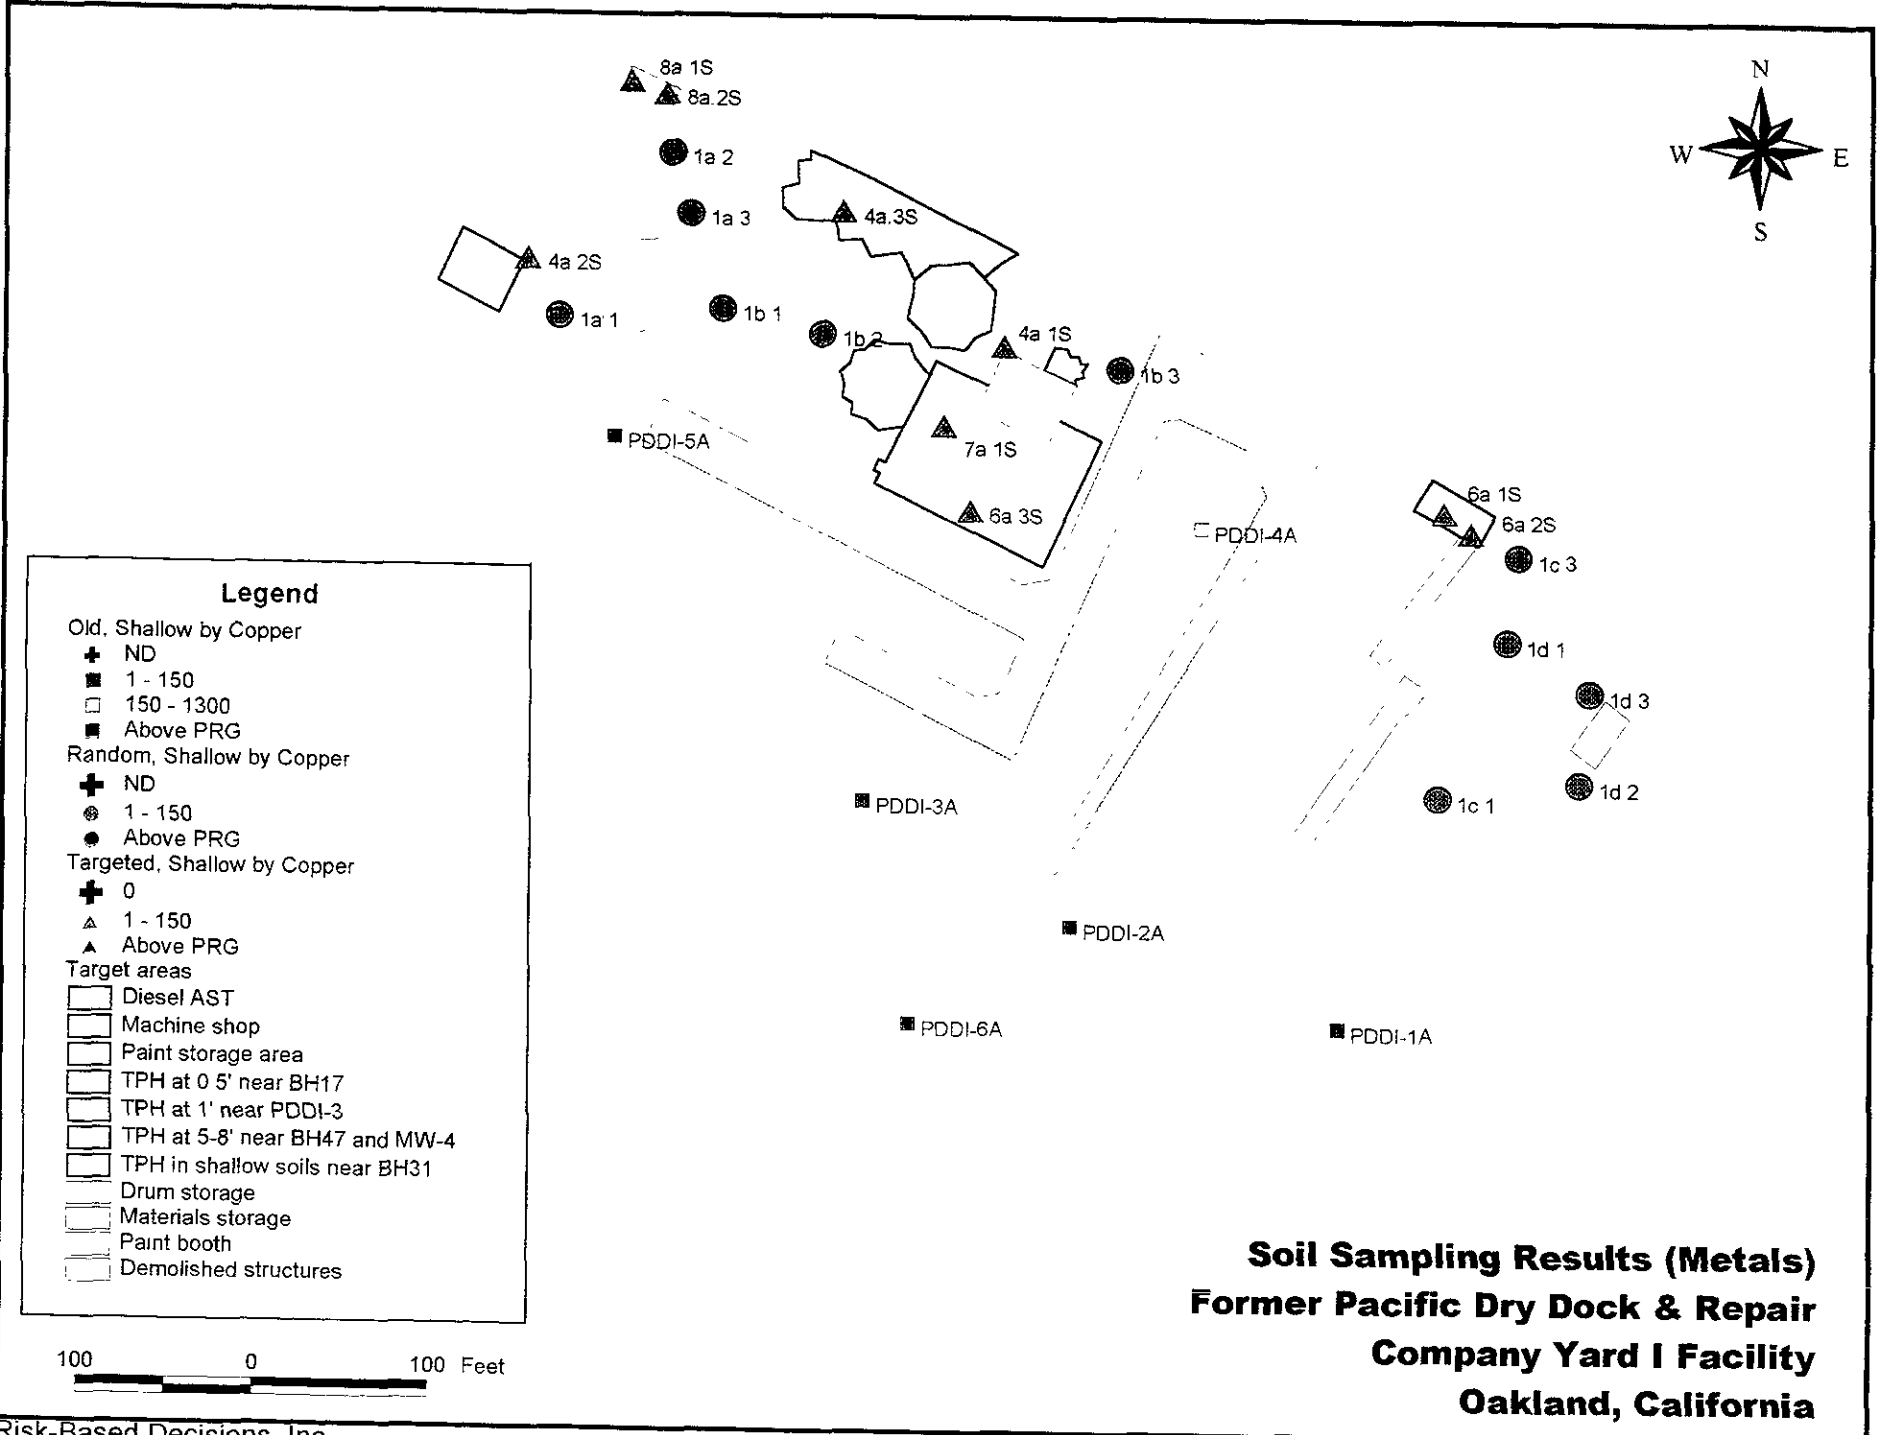 8a 1S
8a.2S
1a 2
1a 3
4a.3S
4a 2S
1a 1
1b 1
1b 2
4a 1S
1b 3
PDDI-5A
7a 1S
6a 3S
PDDI-4A
6a 1S
6a 2S
1c 3
1d 1
1d 3
1d 2
1c 1
PDDI-3A
PDDI-2A
PDDI-6A
PDDI-1A
N
W
E
S
Legend
Old, Shallow by Copper
ND
1 - 150
150 - 1300
Above PRG
Random, Shallow by Copper
ND
1 - 150
Above PRG
Targeted, Shallow by Copper
0
1 - 150
Above PRG
Target areas
Diesel AST
Machine shop
Paint storage area
TPH at 0 5' near BH17
TPH at 1' near PDDI-3
TPH at 5-8' near BH47 and MW-4
TPH in shallow soils near BH31
Drum storage
Materials storage
Paint booth
Demolished structures
100 0 100 Feet
Soil Sampling Results (Metals)
Former Pacific Dry Dock & Repair
Company Yard I Facility
Oakland, California
Risk-Based Decisions, Inc.